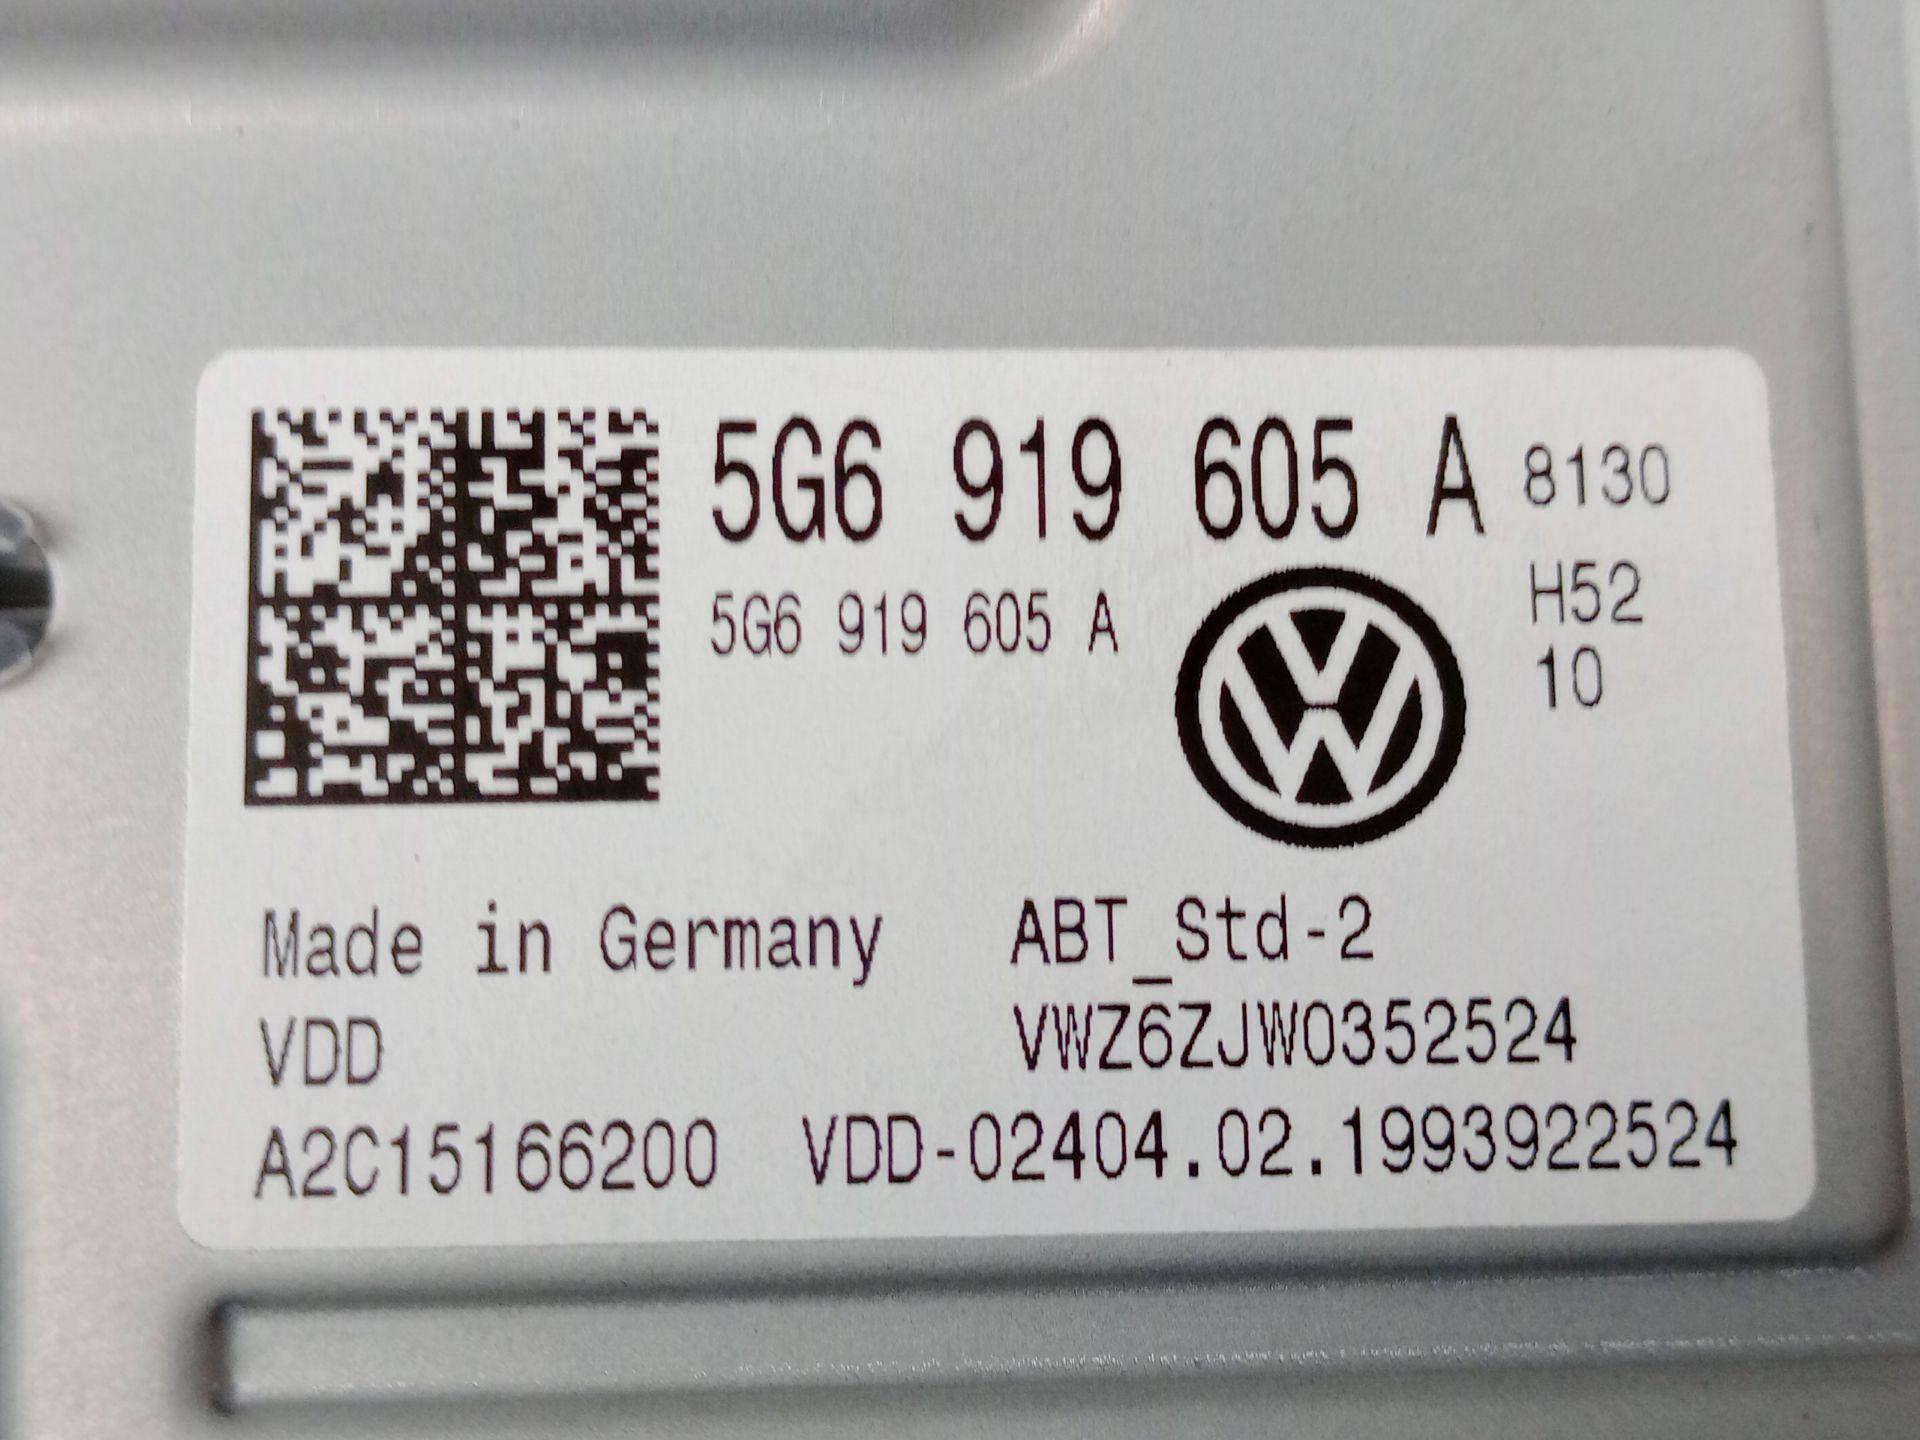 5G6 919 605 A 8130
5G6 919 605 A
H52
10
Made in Germany ABT_Std-2
VDD VWZ6ZJW0352524
A2C15166200 VDD-02404.02.1993922524